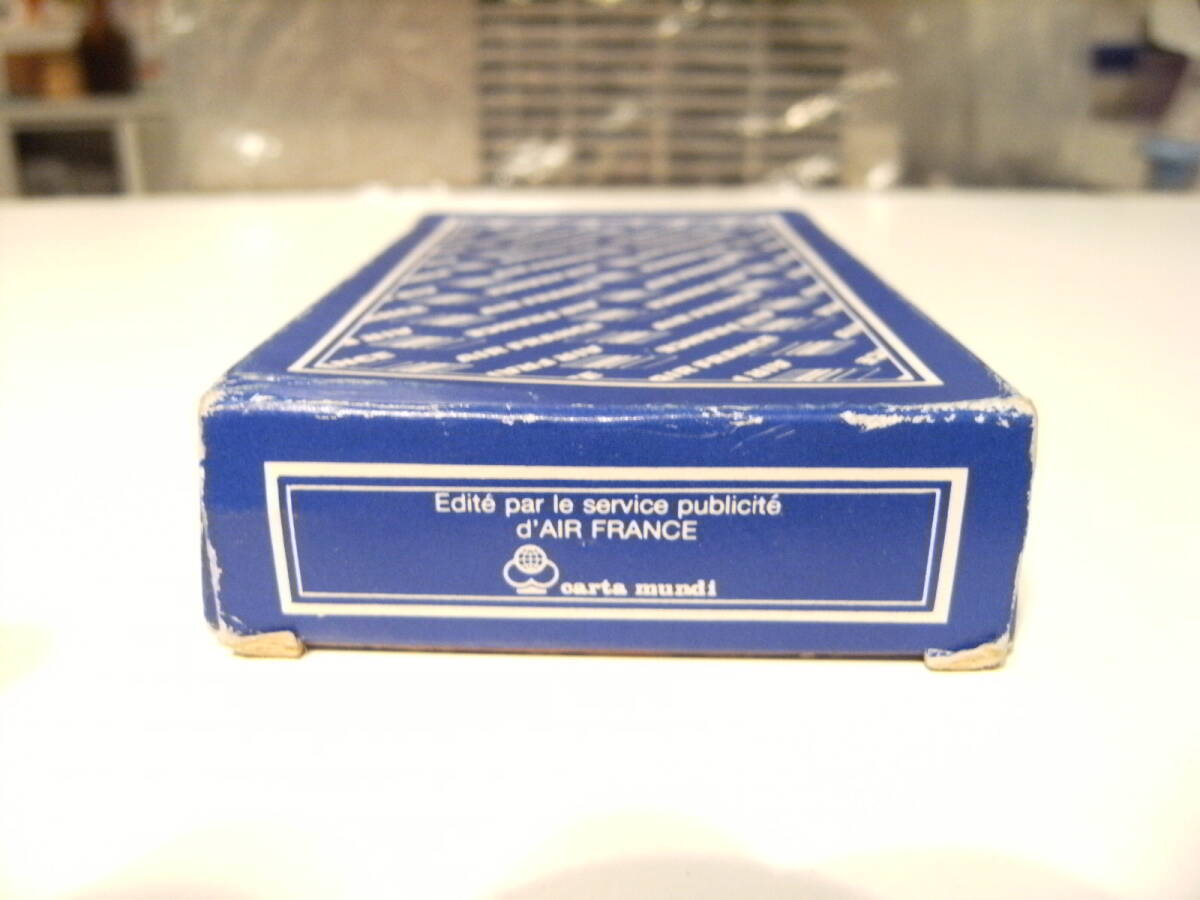 AIR FRANCE
AIR FRANCE
Edité par le service publicité
d'AIR FRANCE
carta mundi